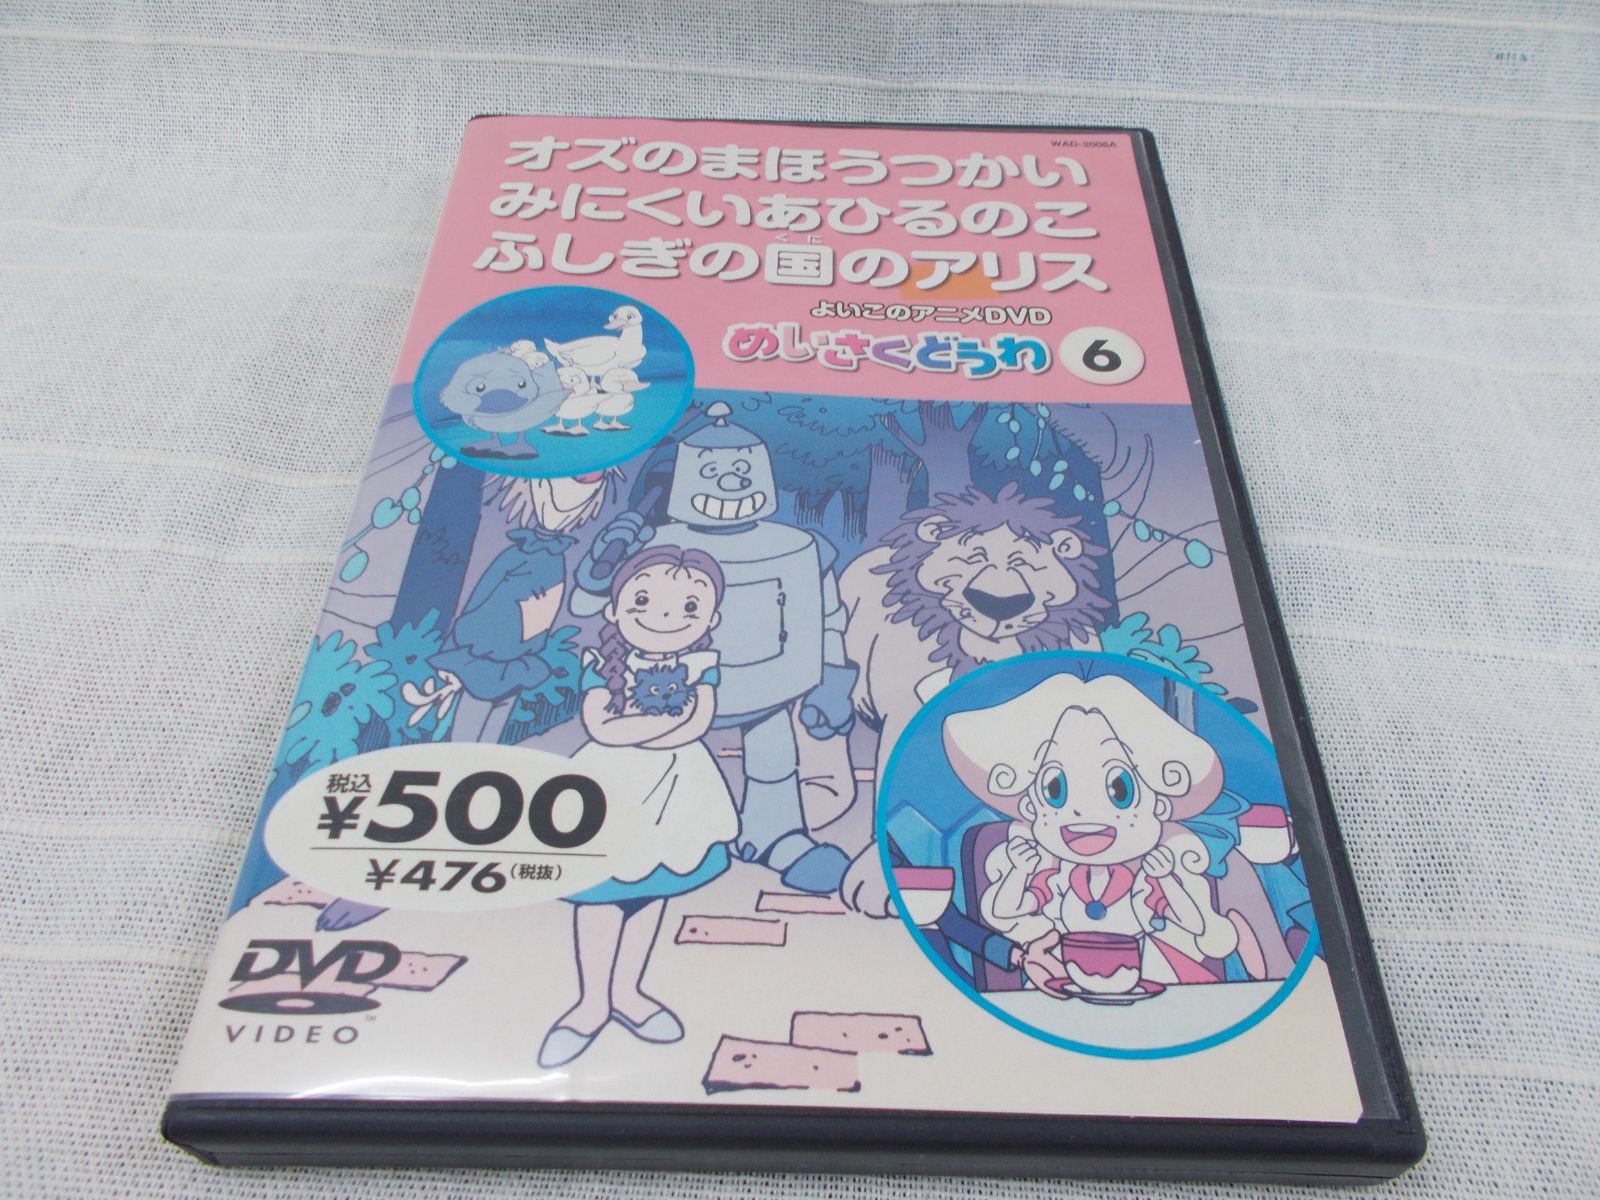 WAD-2006A
オズのまほうつかい
みにくいあひるのこ
ふしぎの国のアリス
くに
よいこのアニメDVD
めいさくどうわ 6
税込
¥500
¥476(税抜)
DVD
VIDEO
TM